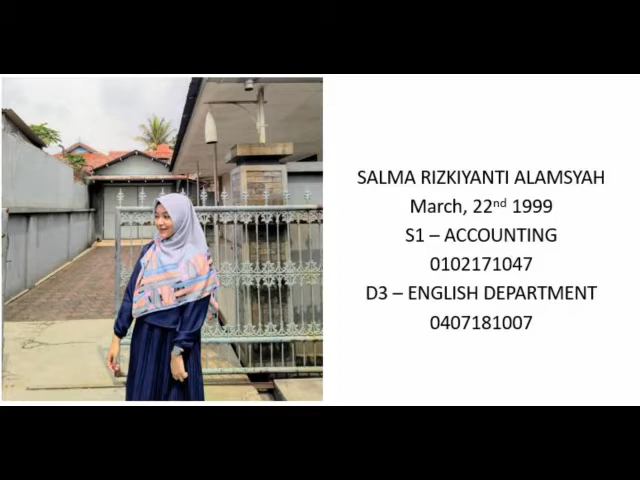 SALMA RIZKIYANTI ALAMSYAH
March, 22nd 1999
S1 – ACCOUNTING
0102171047
D3 – ENGLISH DEPARTMENT
0407181007